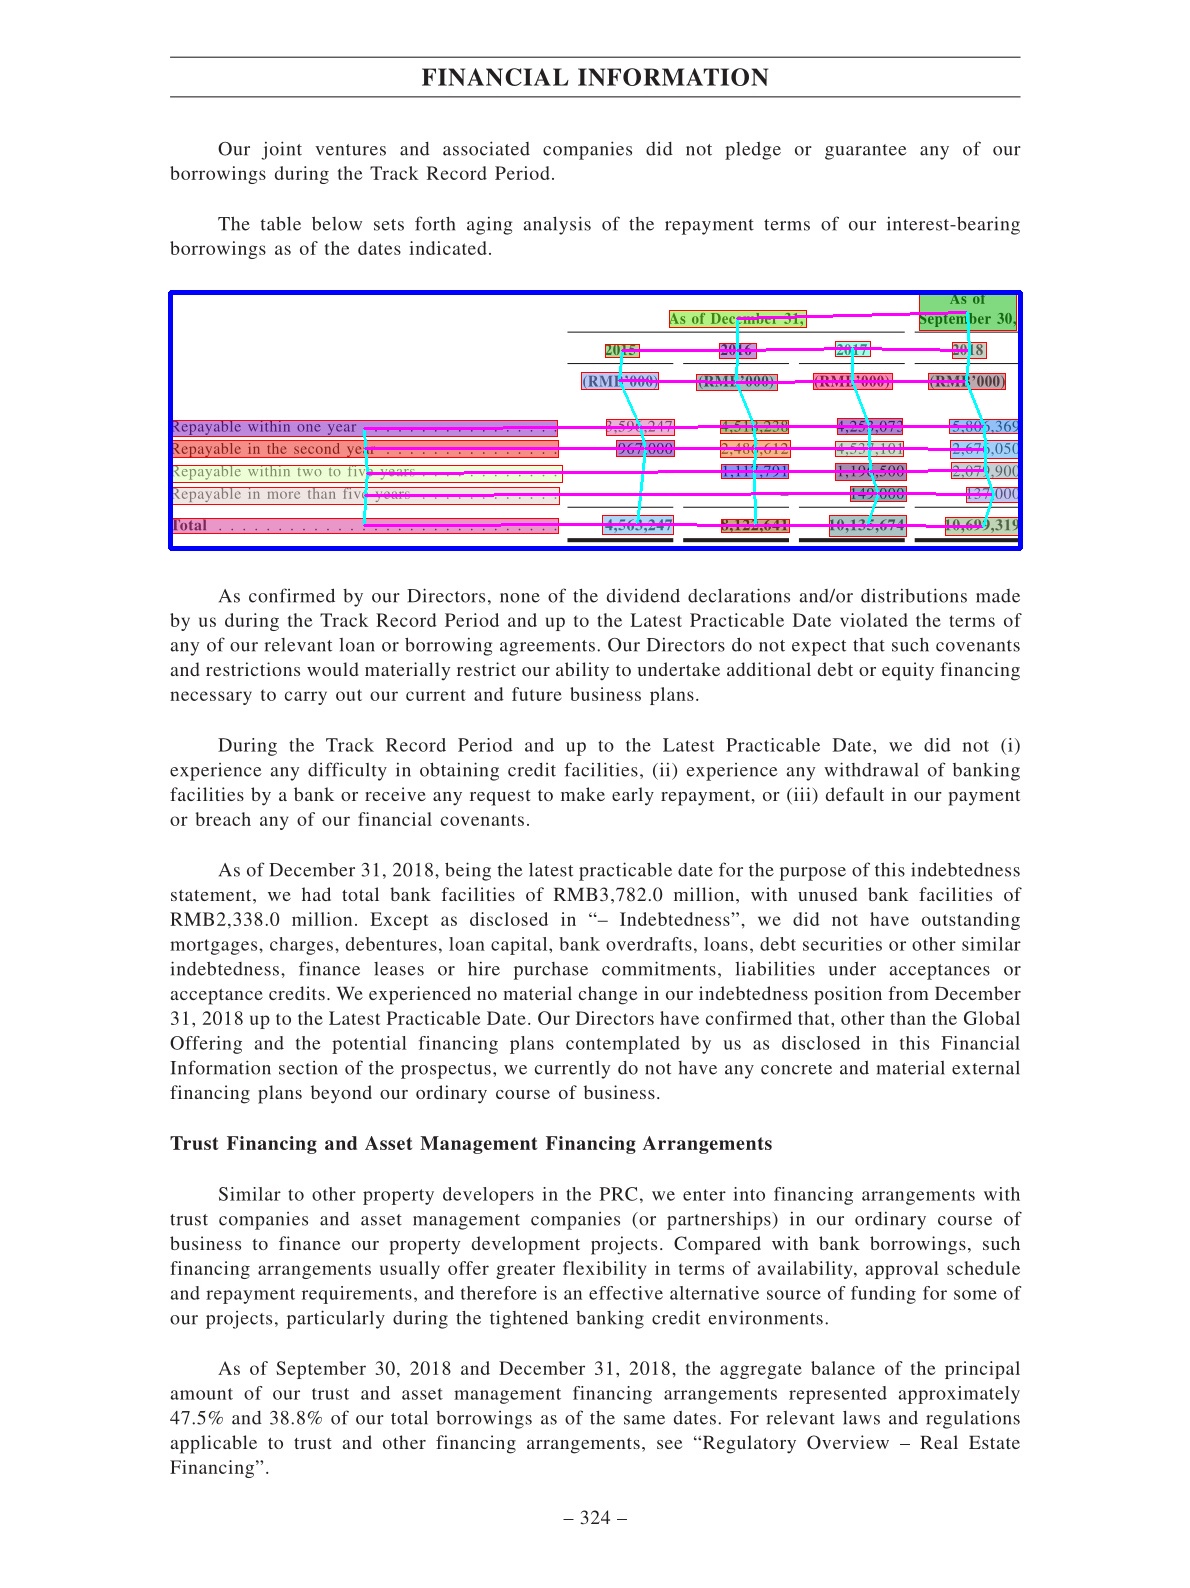 FINANCIAL INFORMATION
Our joint ventures and associated companies did not pledge or guarantee any of our
borrowings during the Track Record Period.
The table below sets forth aging analysis of the repayment terms of our interest-bearing
borrowings as of the dates indicated.
As of December 31, As of
September 30,
2015 2016 2017 2018
(RMB’000) (RMB’000) (RMB’000) (RMB’000)
Repayable within one year 4,518,238 4,253,073 5,806,369
Repayable in the second year 967,000 2,486,612 4,537,101 2,676,050
Repayable within two to five years 1,117,791 1,196,500 2,079,900
Repayable in more than five years 149,000 137,000
Total 8,122,641 10,135,674 10,699,319
As confirmed by our Directors, none of the dividend declarations and/or distributions made
by us during the Track Record Period and up to the Latest Practicable Date violated the terms of
any of our relevant loan or borrowing agreements. Our Directors do not expect that such covenants
and restrictions would materially restrict our ability to undertake additional debt or equity financing
necessary to carry out our current and future business plans.
During the Track Record Period and up to the Latest Practicable Date, we did not (i)
experience any difficulty in obtaining credit facilities, (ii) experience any withdrawal of banking
facilities by a bank or receive any request to make early repayment, or (iii) default in our payment
or breach any of our financial covenants.
As of December 31, 2018, being the latest practicable date for the purpose of this indebtedness
statement, we had total bank facilities of RMB3,782.0 million, with unused bank facilities of
RMB2,338.0 million. Except as disclosed in “– Indebtedness”, we did not have outstanding
mortgages, charges, debentures, loan capital, bank overdrafts, loans, debt securities or other similar
indebtedness, finance leases or hire purchase commitments, liabilities under acceptances or
acceptance credits. We experienced no material change in our indebtedness position from December
31, 2018 up to the Latest Practicable Date. Our Directors have confirmed that, other than the Global
Offering and the potential financing plans contemplated by us as disclosed in this Financial
Information section of the prospectus, we currently do not have any concrete and material external
financing plans beyond our ordinary course of business.
Trust Financing and Asset Management Financing Arrangements
Similar to other property developers in the PRC, we enter into financing arrangements with
trust companies and asset management companies (or partnerships) in our ordinary course of
business to finance our property development projects. Compared with bank borrowings, such
financing arrangements usually offer greater flexibility in terms of availability, approval schedule
and repayment requirements, and therefore is an effective alternative source of funding for some of
our projects, particularly during the tightened banking credit environments.
As of September 30, 2018 and December 31, 2018, the aggregate balance of the principal
amount of our trust and asset management financing arrangements represented approximately
47.5% and 38.8% of our total borrowings as of the same dates. For relevant laws and regulations
applicable to trust and other financing arrangements, see “Regulatory Overview – Real Estate
Financing”.
– 324 –